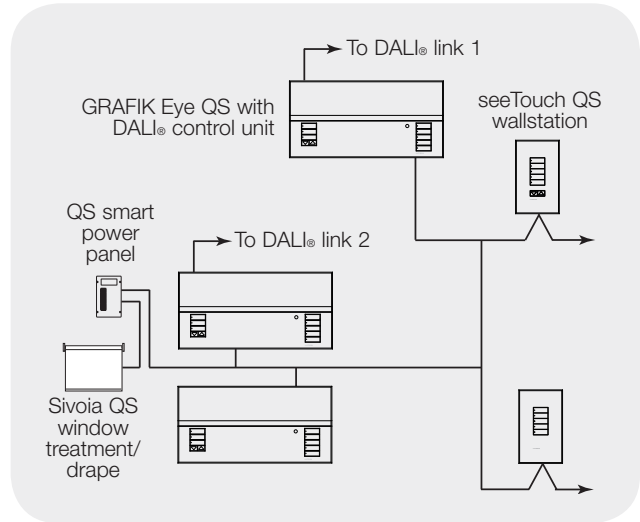 To DALI® link 1
GRAFIK Eye QS with
DALI® control unit
seeTouch QS
wallstation
QS smart
power
panel
To DALI® link 2
Sivoia QS
window
treatment/
drape